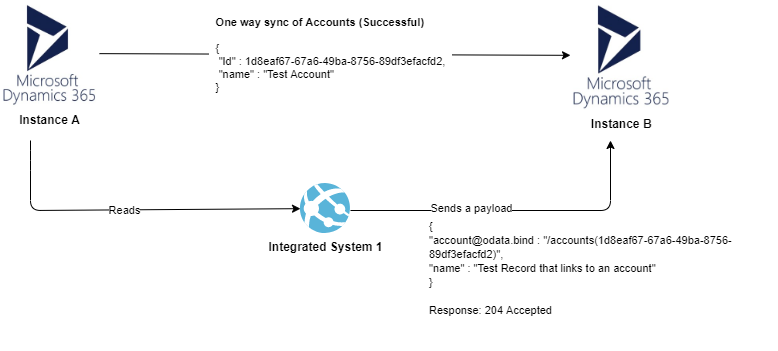 One way sync of Accounts (Successful)
{
"Id" : 1d8eaf67-67a6-49ba-8756-89df3efacfd2,
"name" : "Test Account"
}
Microsoft
Dynamics 365
Instance A
Microsoft
Dynamics 365
Instance B
Reads
Integrated System 1
Sends a payload
{
"account@odata.bind : "/accounts(1d8eaf67-67a6-49ba-8756-
89df3efacfd2)",
"name" : "Test Record that links to an account"
}
Response: 204 Accepted